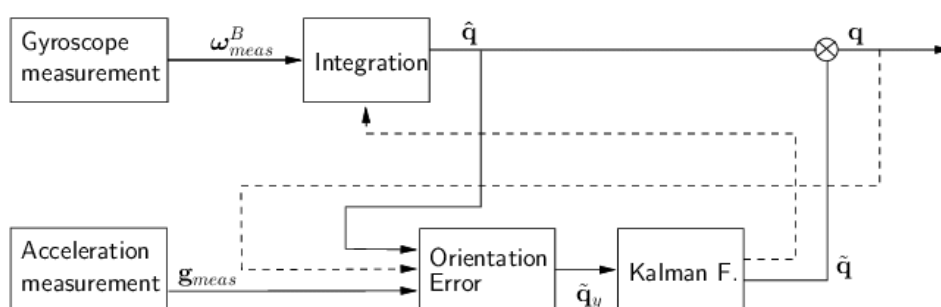 Gyroscope
measurement
ω^B_meas
Integration
q̂
q
Acceleration
measurement
g_meas
Orientation
Error
q̃_y
Kalman F.
q̃